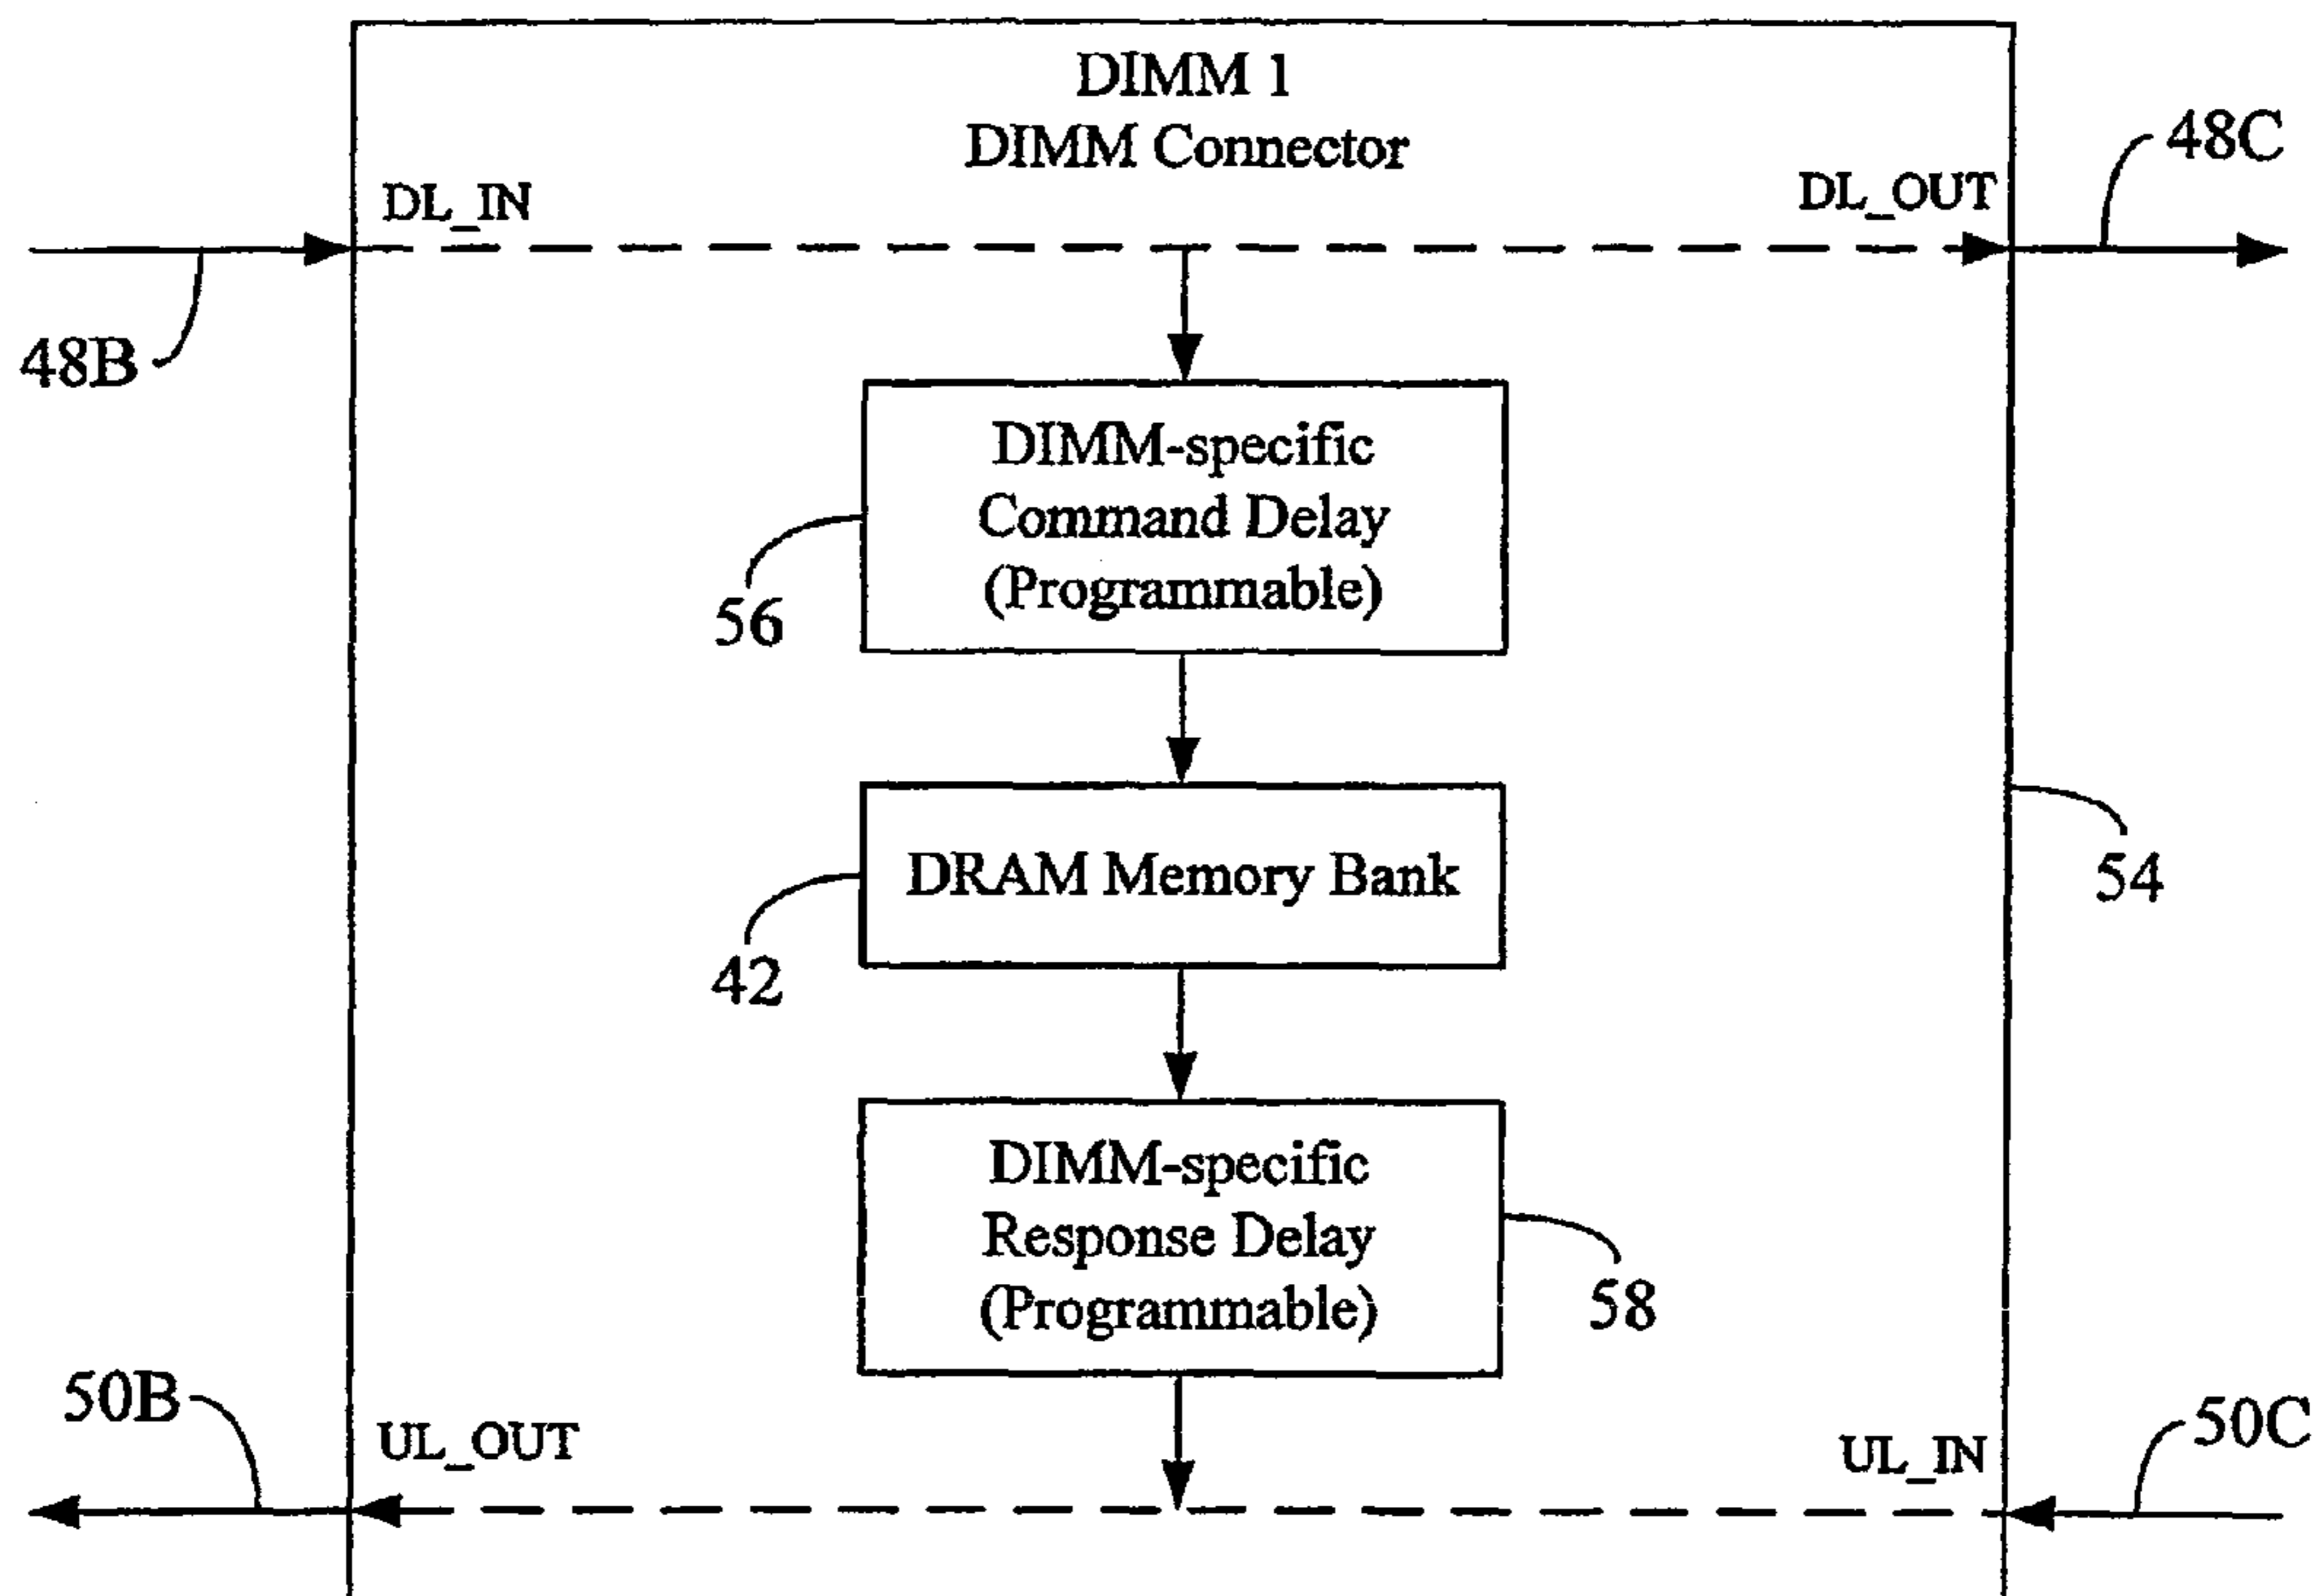 DIMM 1
DIMM Connector
48C
DL_IN
DL_OUT
48B
DIMM-specific
Command Delay
(Programmable)
56
DRAM Memory Bank
54
42
DIMM-specific
Response Delay
(Programmable)
58
50B
50C
UL_OUT
UL_IN